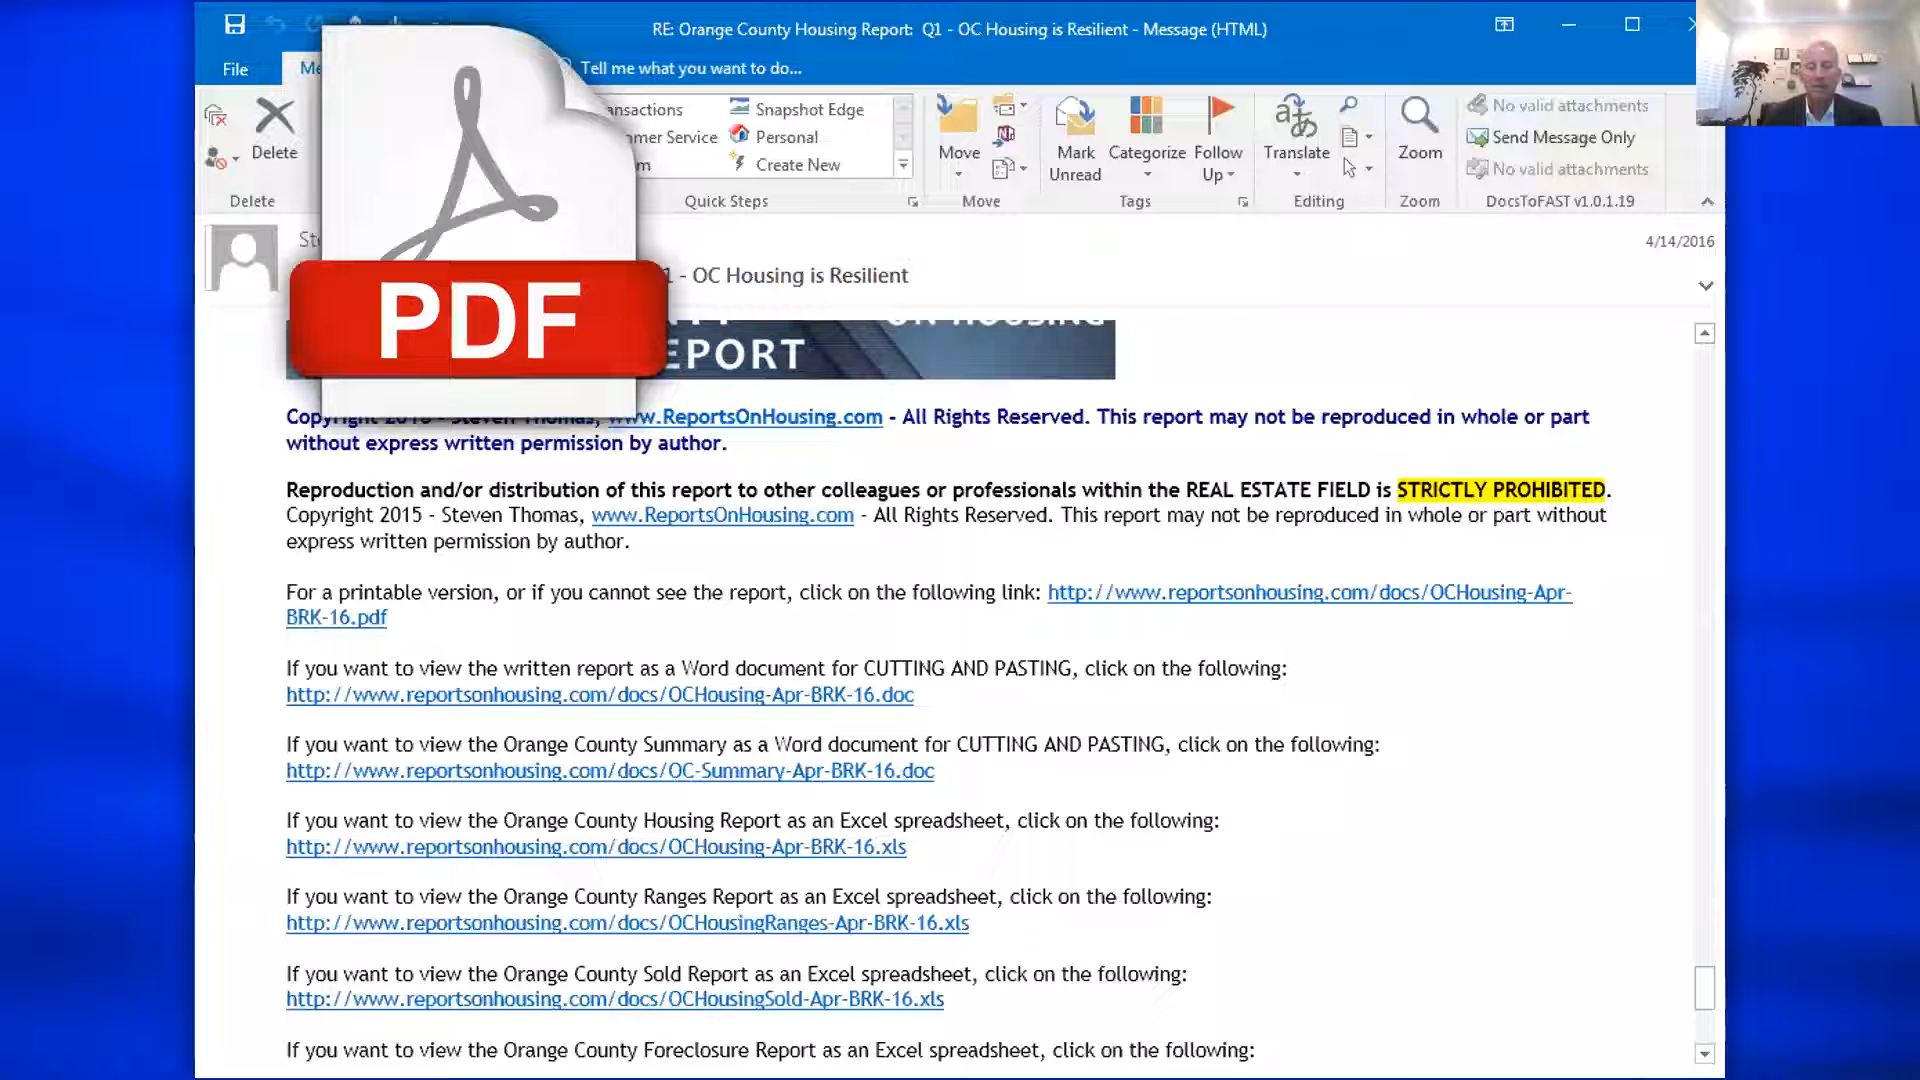 RE: Orange County Housing Report:  Q1 - OC Housing is Resilient - Message (HTML)
File
Tell me what you want to do...
Snapshot Edge
Personal
Create New
Delete
Move
Mark Unread
Categorize
Follow Up
Translate
Zoom
No valid attachments
Send Message Only
No valid attachments
Delete
Quick Steps
Move
Tags
Editing
Zoom
DocsToFAST v1.0.1.19
4/14/2016
- OC Housing is Resilient
PDF
Steven Thomas, www.ReportsOnHousing.com - All Rights Reserved. This report may not be reproduced in whole or part
without express written permission by author.
Reproduction and/or distribution of this report to other colleagues or professionals within the REAL ESTATE FIELD is STRICTLY PROHIBITED.
Copyright 2015 - Steven Thomas, www.ReportsOnHousing.com - All Rights Reserved. This report may not be reproduced in whole or part without
express written permission by author.
For a printable version, or if you cannot see the report, click on the following link: http://www.reportsonhousing.com/docs/OCHousing-Apr-
BRK-16.pdf
If you want to view the written report as a Word document for CUTTING AND PASTING, click on the following:
http://www.reportsonhousing.com/docs/OCHousing-Apr-BRK-16.doc
If you want to view the Orange County Summary as a Word document for CUTTING AND PASTING, click on the following:
http://www.reportsonhousing.com/docs/OC-Summary-Apr-BRK-16.doc
If you want to view the Orange County Housing Report as an Excel spreadsheet, click on the following:
http://www.reportsonhousing.com/docs/OCHousing-Apr-BRK-16.xls
If you want to view the Orange County Ranges Report as an Excel spreadsheet, click on the following:
http://www.reportsonhousing.com/docs/OCHousingRanges-Apr-BRK-16.xls
If you want to view the Orange County Sold Report as an Excel spreadsheet, click on the following:
http://www.reportsonhousing.com/docs/OCHousingSold-Apr-BRK-16.xls
If you want to view the Orange County Foreclosure Report as an Excel spreadsheet, click on the following: